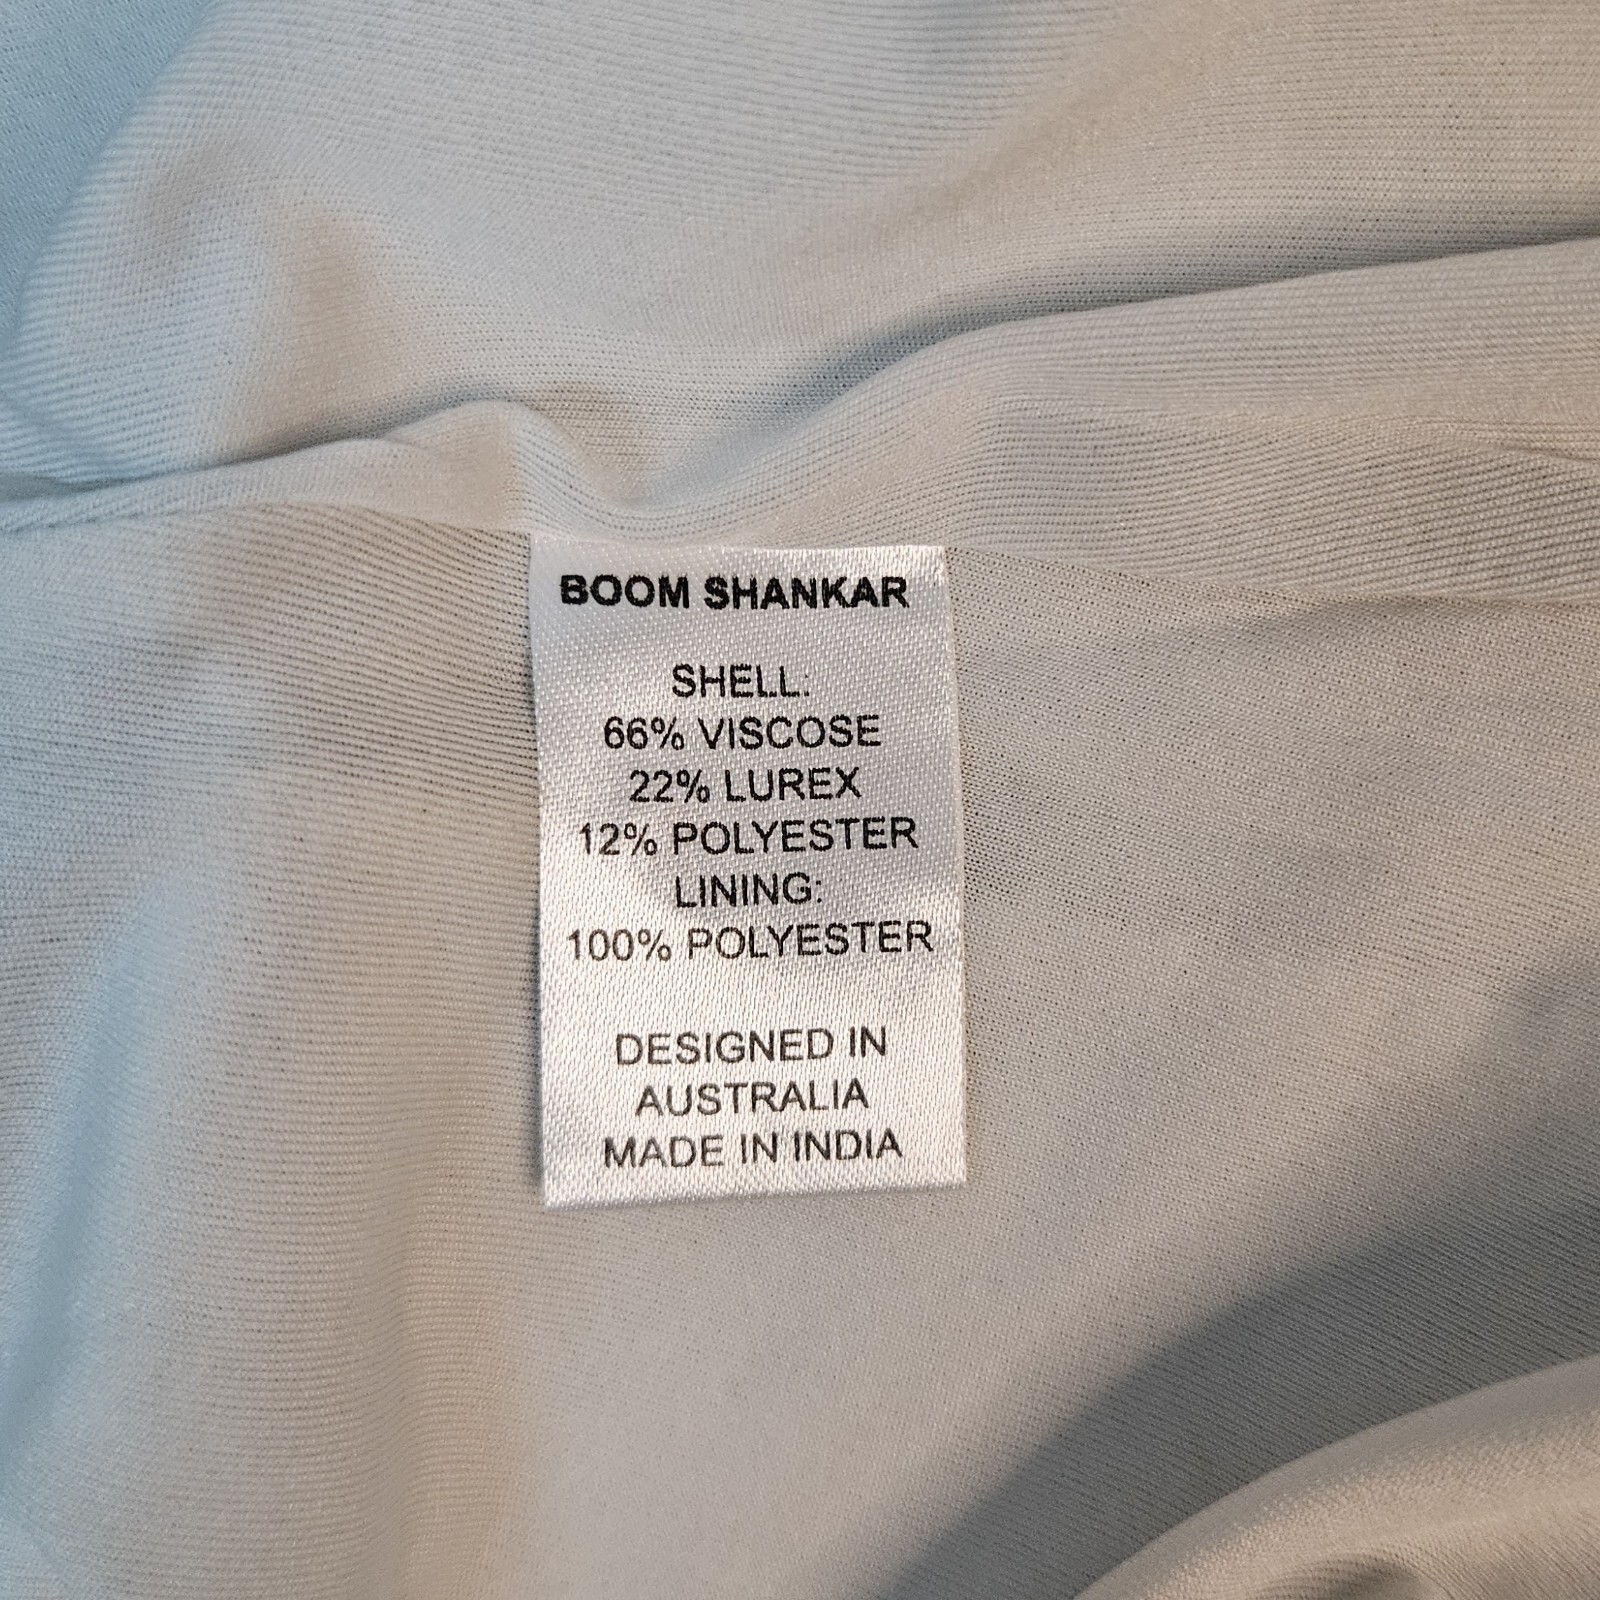 BOOM SHANKAR
SHELL:
66% VISCOSE
22% LUREX
12% POLYESTER
LINING:
100% POLYESTER
DESIGNED IN
AUSTRALIA
MADE IN INDIA